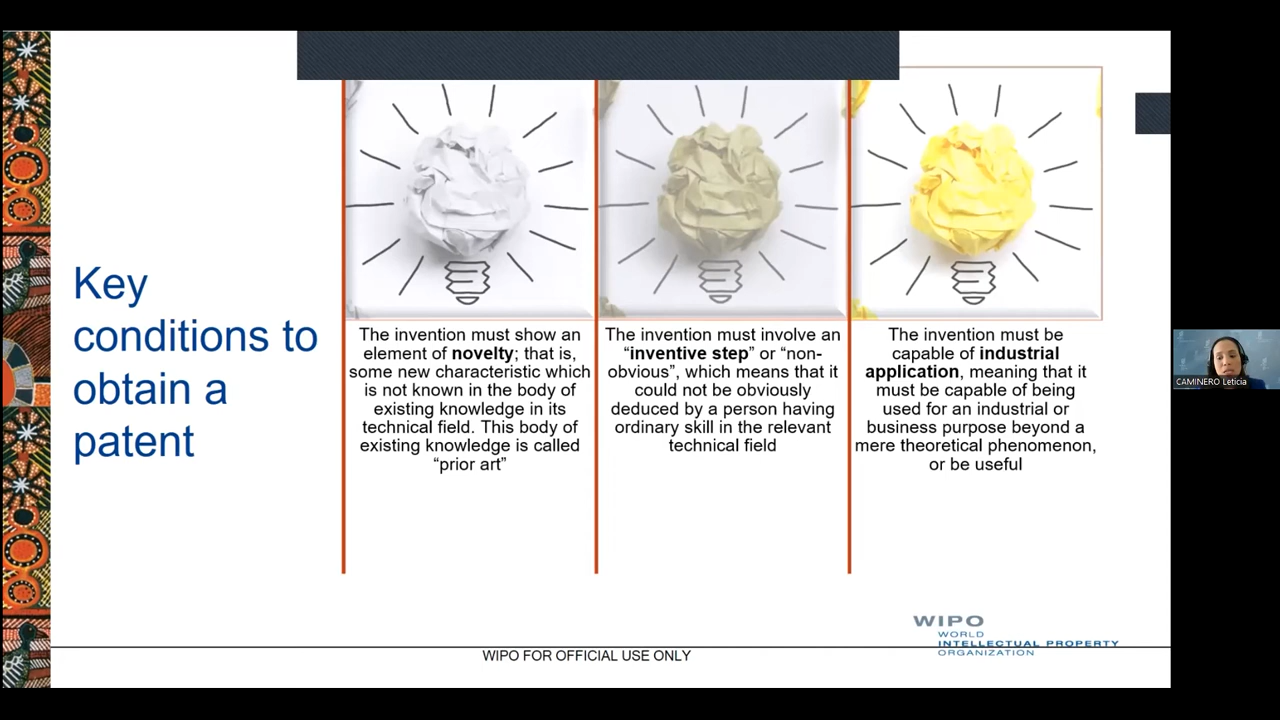 Key
conditions to
obtain a
patent
The invention must show an
element of novelty; that is,
some new characteristic which
is not known in the body of
existing knowledge in its
technical field. This body of
existing knowledge is called
“prior art”
The invention must involve an
“inventive step” or “non-
obvious”, which means that it
could not be obviously
deduced by a person having
ordinary skill in the relevant
technical field
The invention must be
capable of industrial
application, meaning that it
must be capable of being
used for an industrial or
business purpose beyond a
mere theoretical phenomenon,
or be useful
CAMINERO Leticia
WIPO
WORLD
INTELLECTUAL PROPERTY
ORGANIZATION
WIPO FOR OFFICIAL USE ONLY